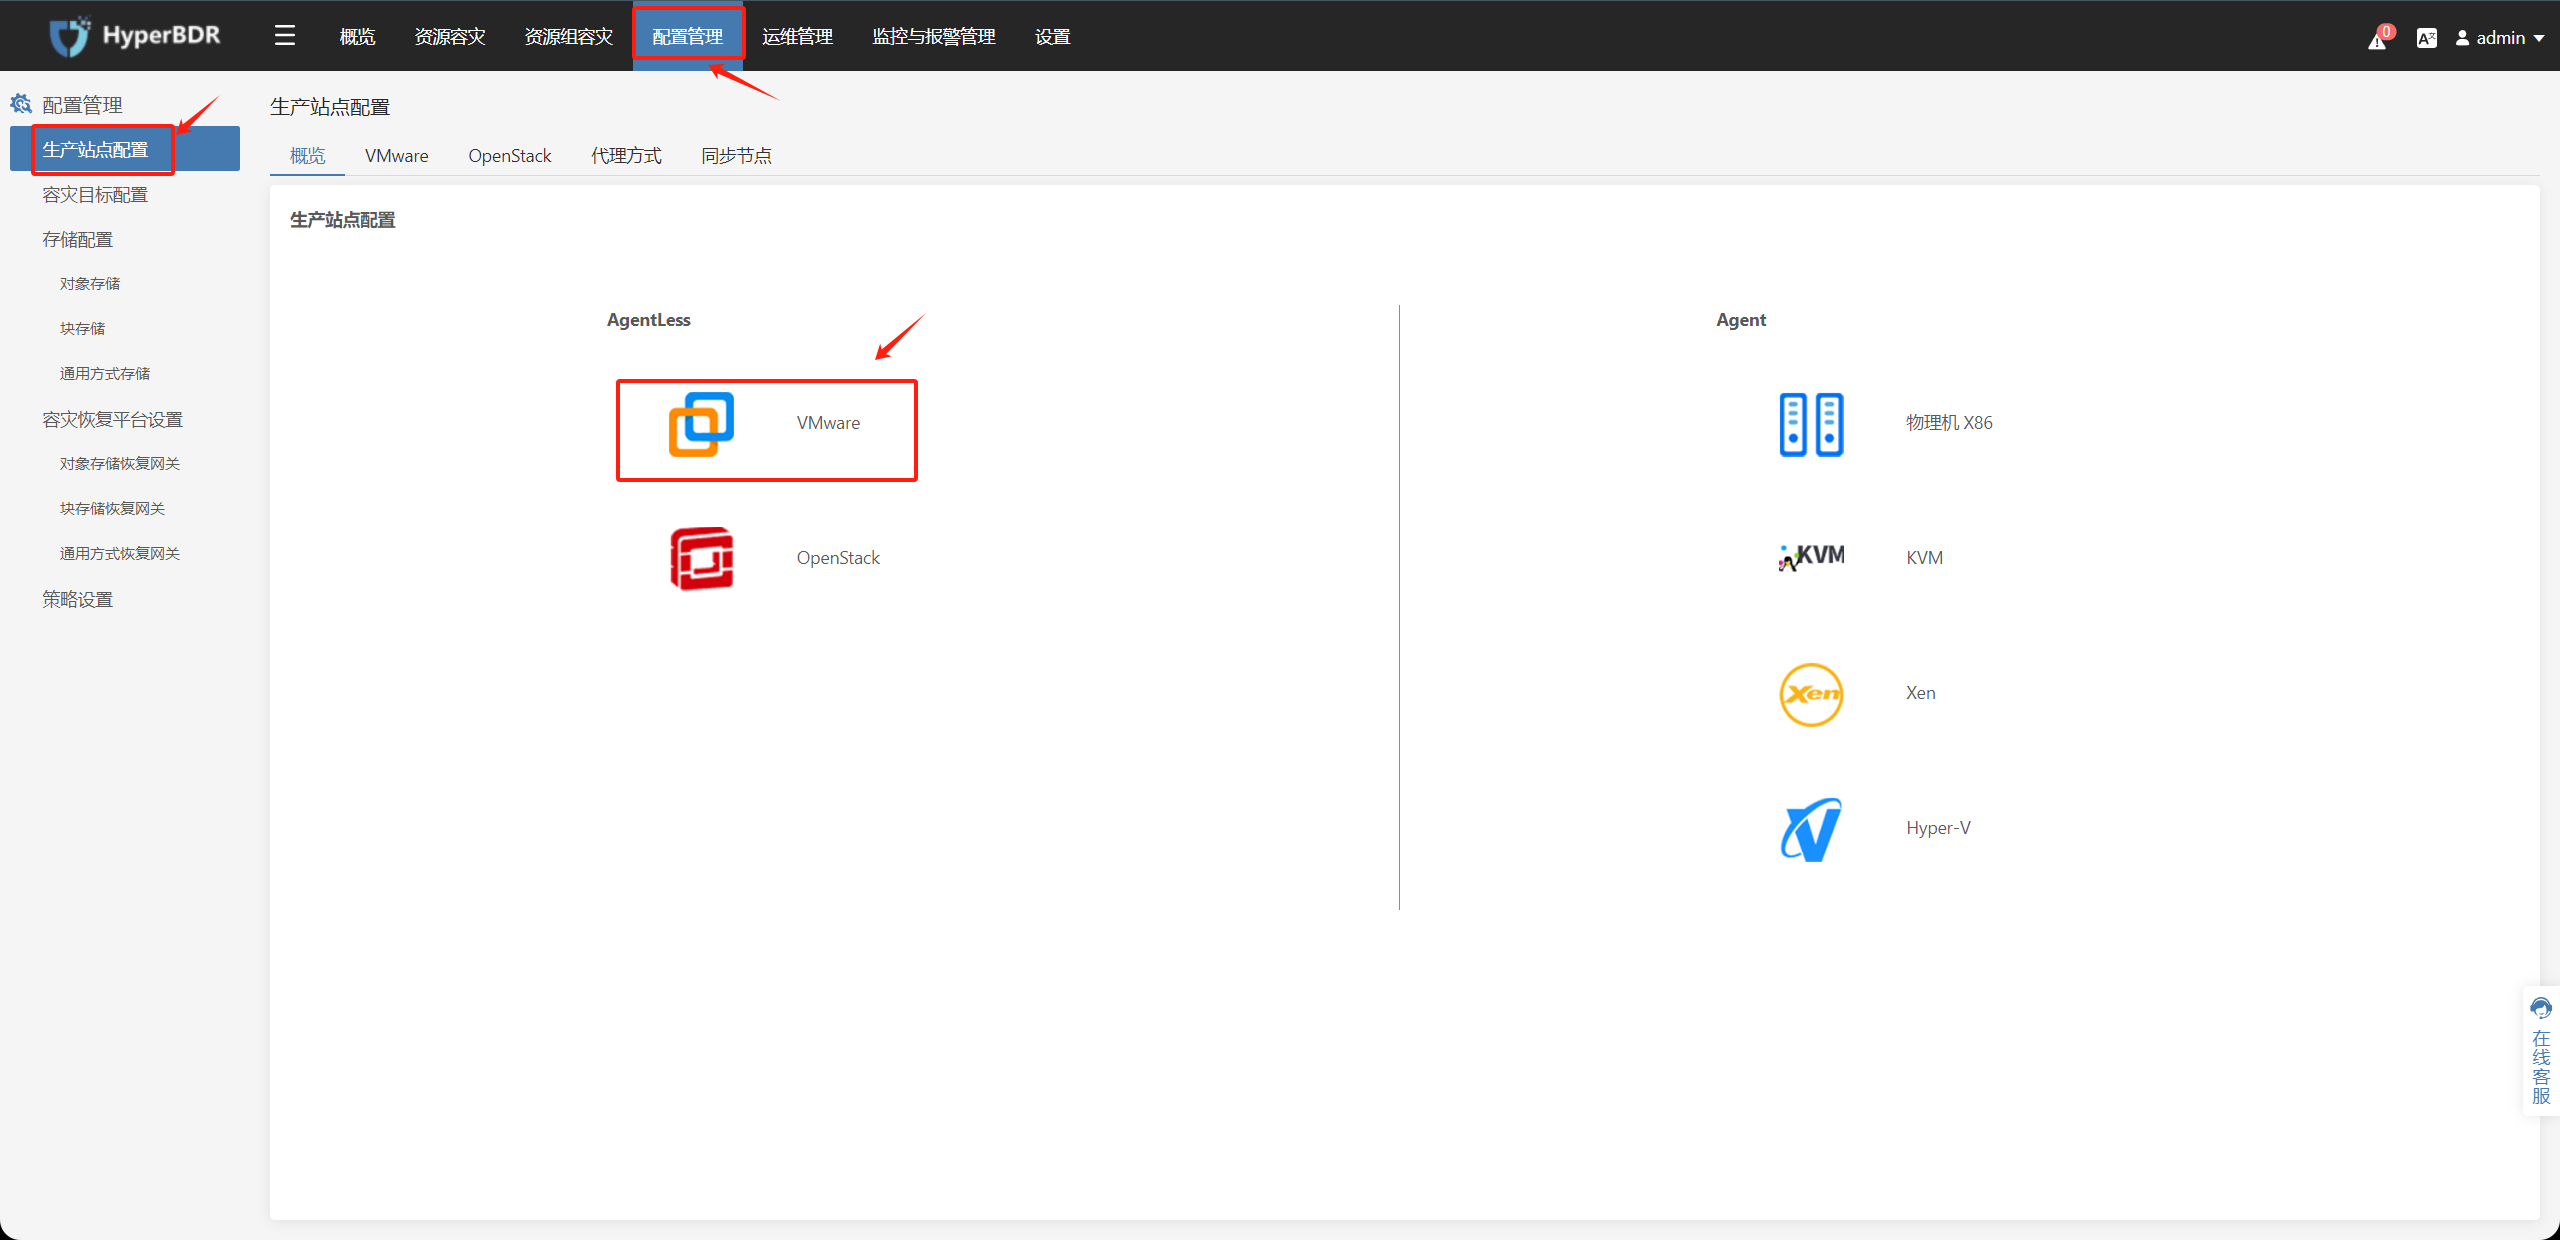 HyperBDR
概览 资源容灾 资源组容灾 配置管理 运维管理 监控与报警管理 设置
0
admin
配置管理
生产站点配置
容灾目标配置
存储配置
对象存储
块存储
通用方式存储
容灾恢复平台设置
对象存储恢复网关
块存储恢复网关
通用方式恢复网关
策略设置
生产站点配置
概览 VMware OpenStack 代理方式 同步节点
生产站点配置
AgentLess
VMware
OpenStack
Agent
物理机 X86
KVM
KVM
Xen
Xen
Hyper-V
在线客服